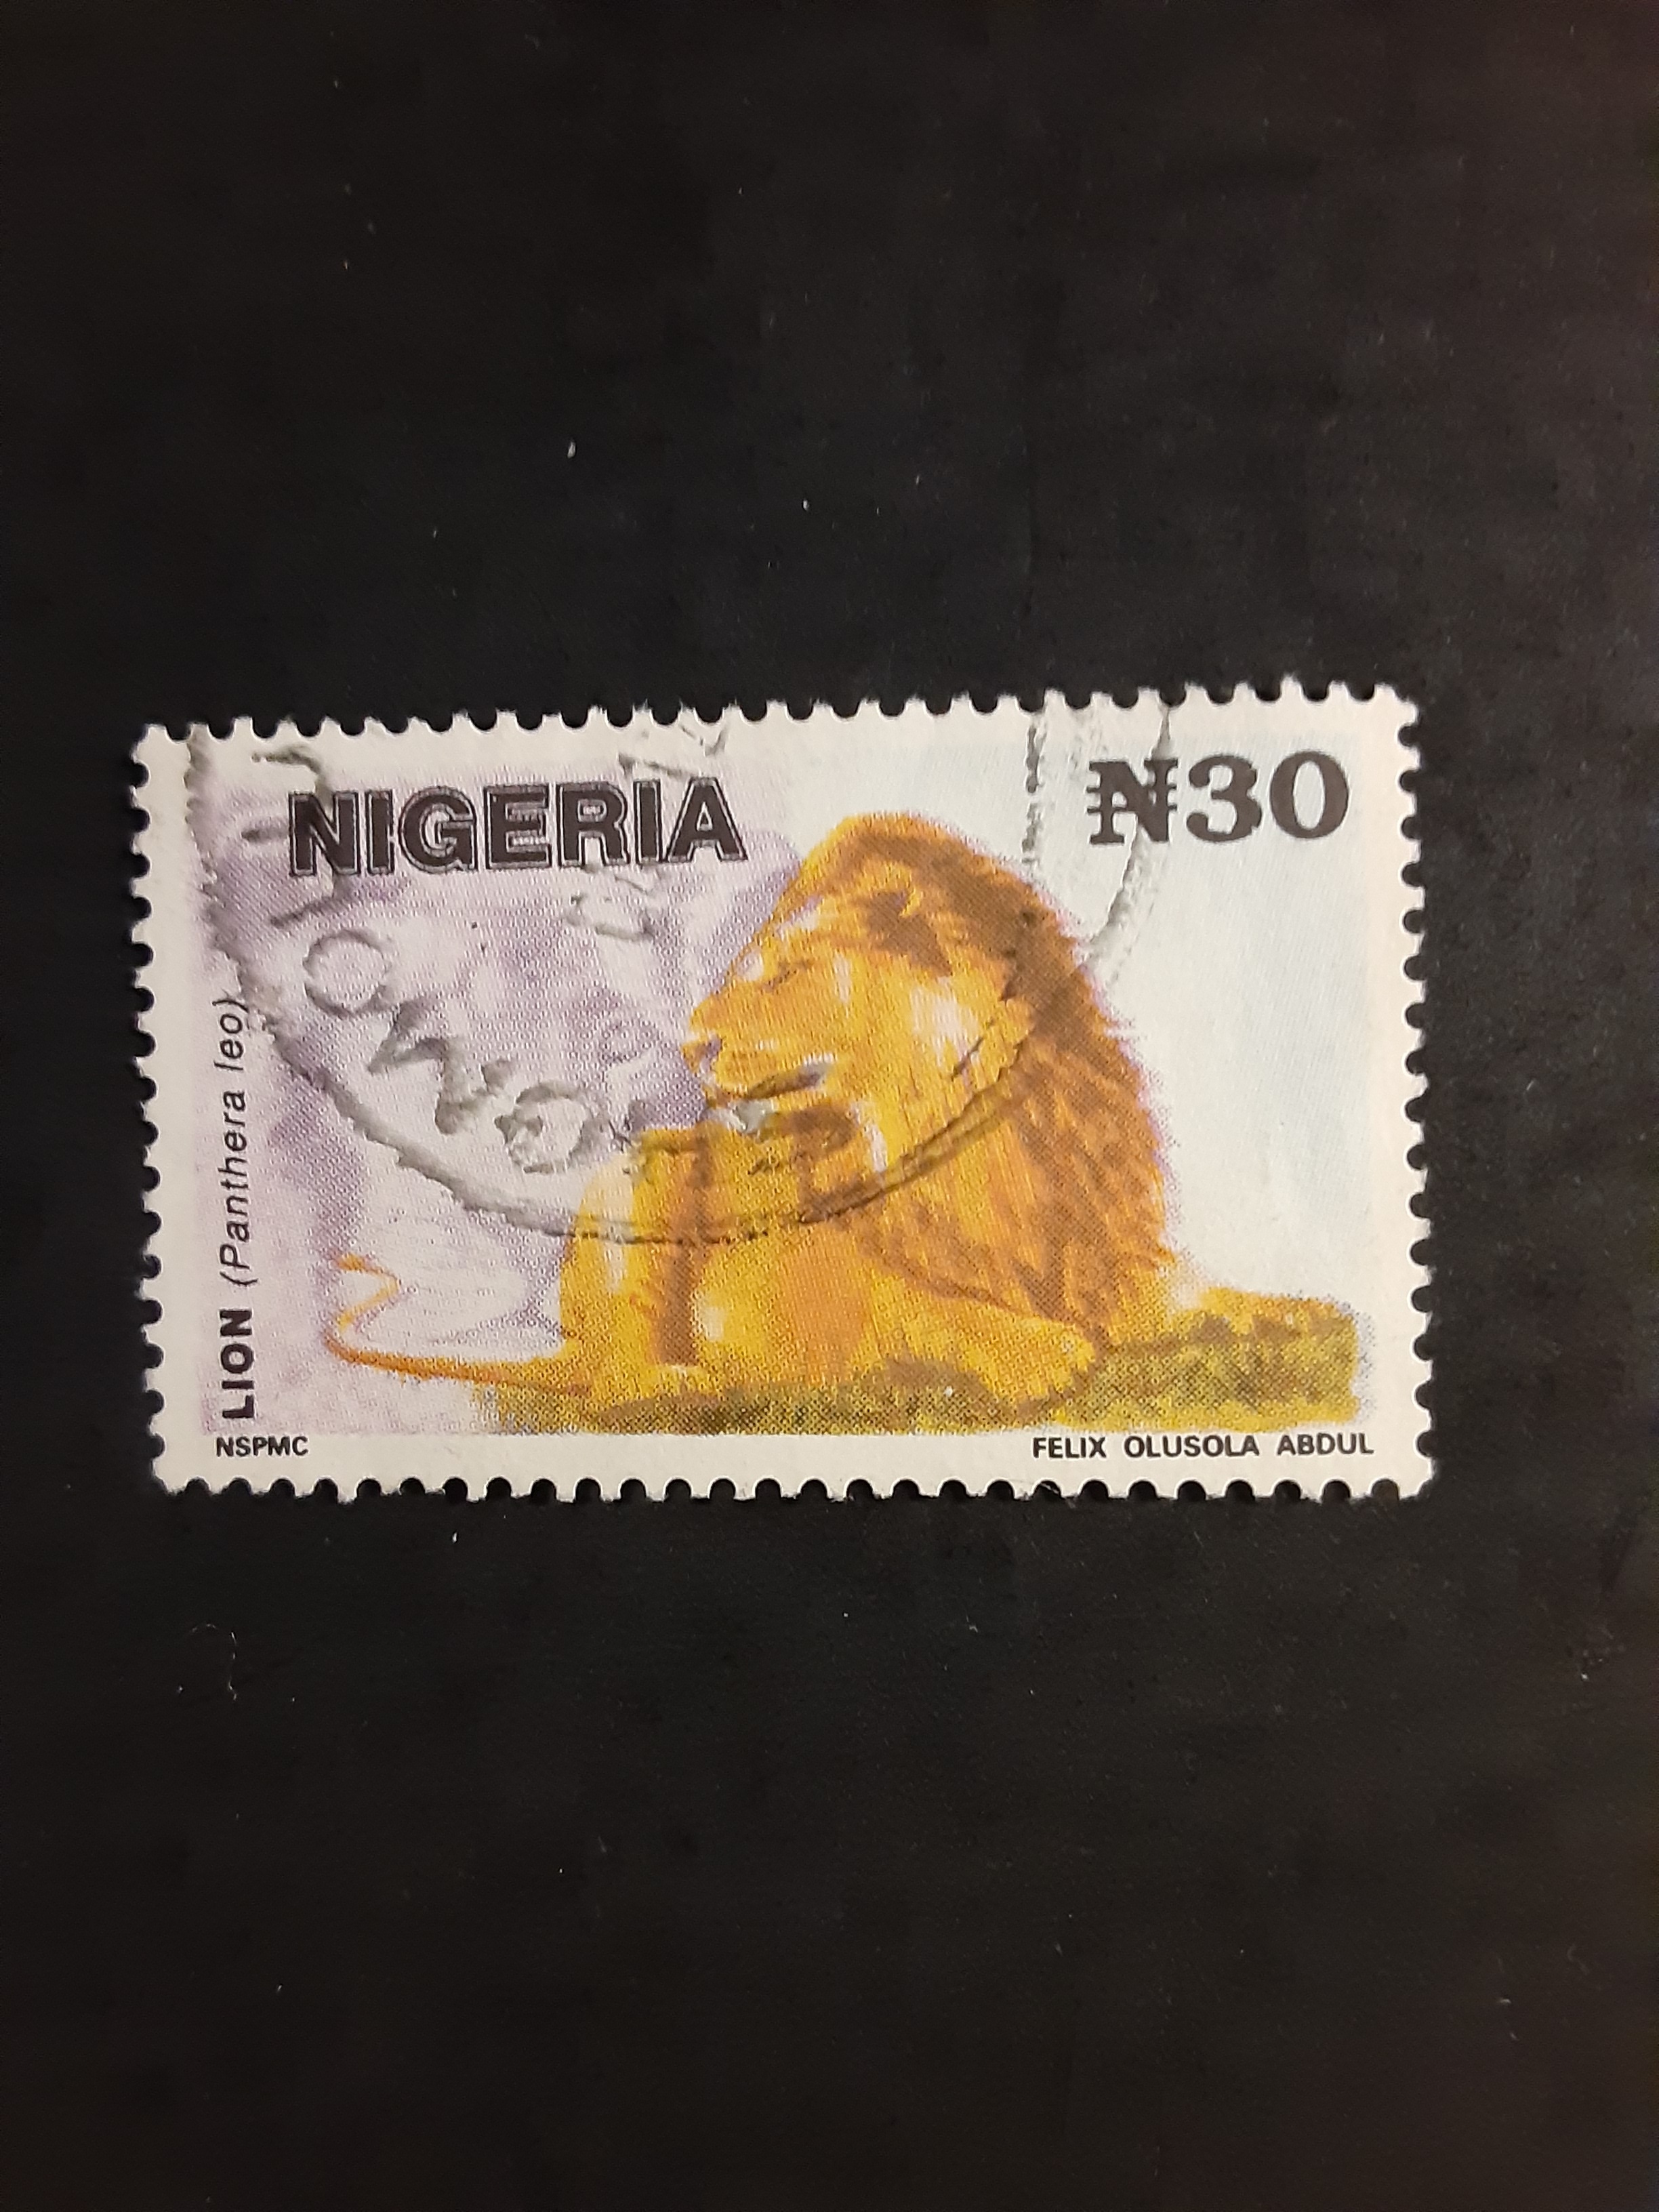 NIGERIA
₦30
LION (Panthera leo)
NSPMC
FELIX OLUSOLA ABDUL